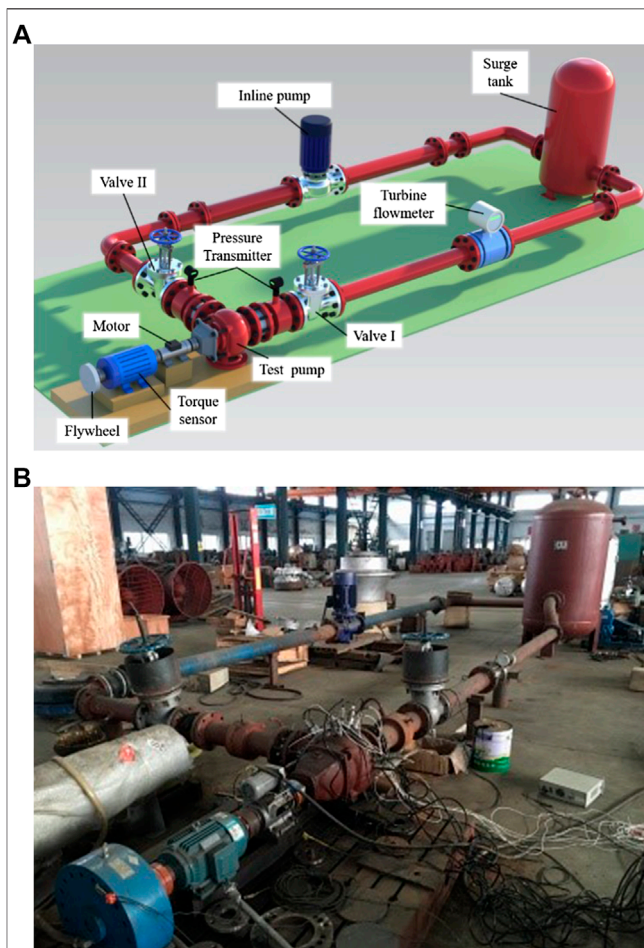 A
Surge
tank
Inline pump
Valve II
Turbine
flowmeter
Pressure
Transmitter
Motor
Valve I
Test pump
Torque
sensor
Flywheel
B